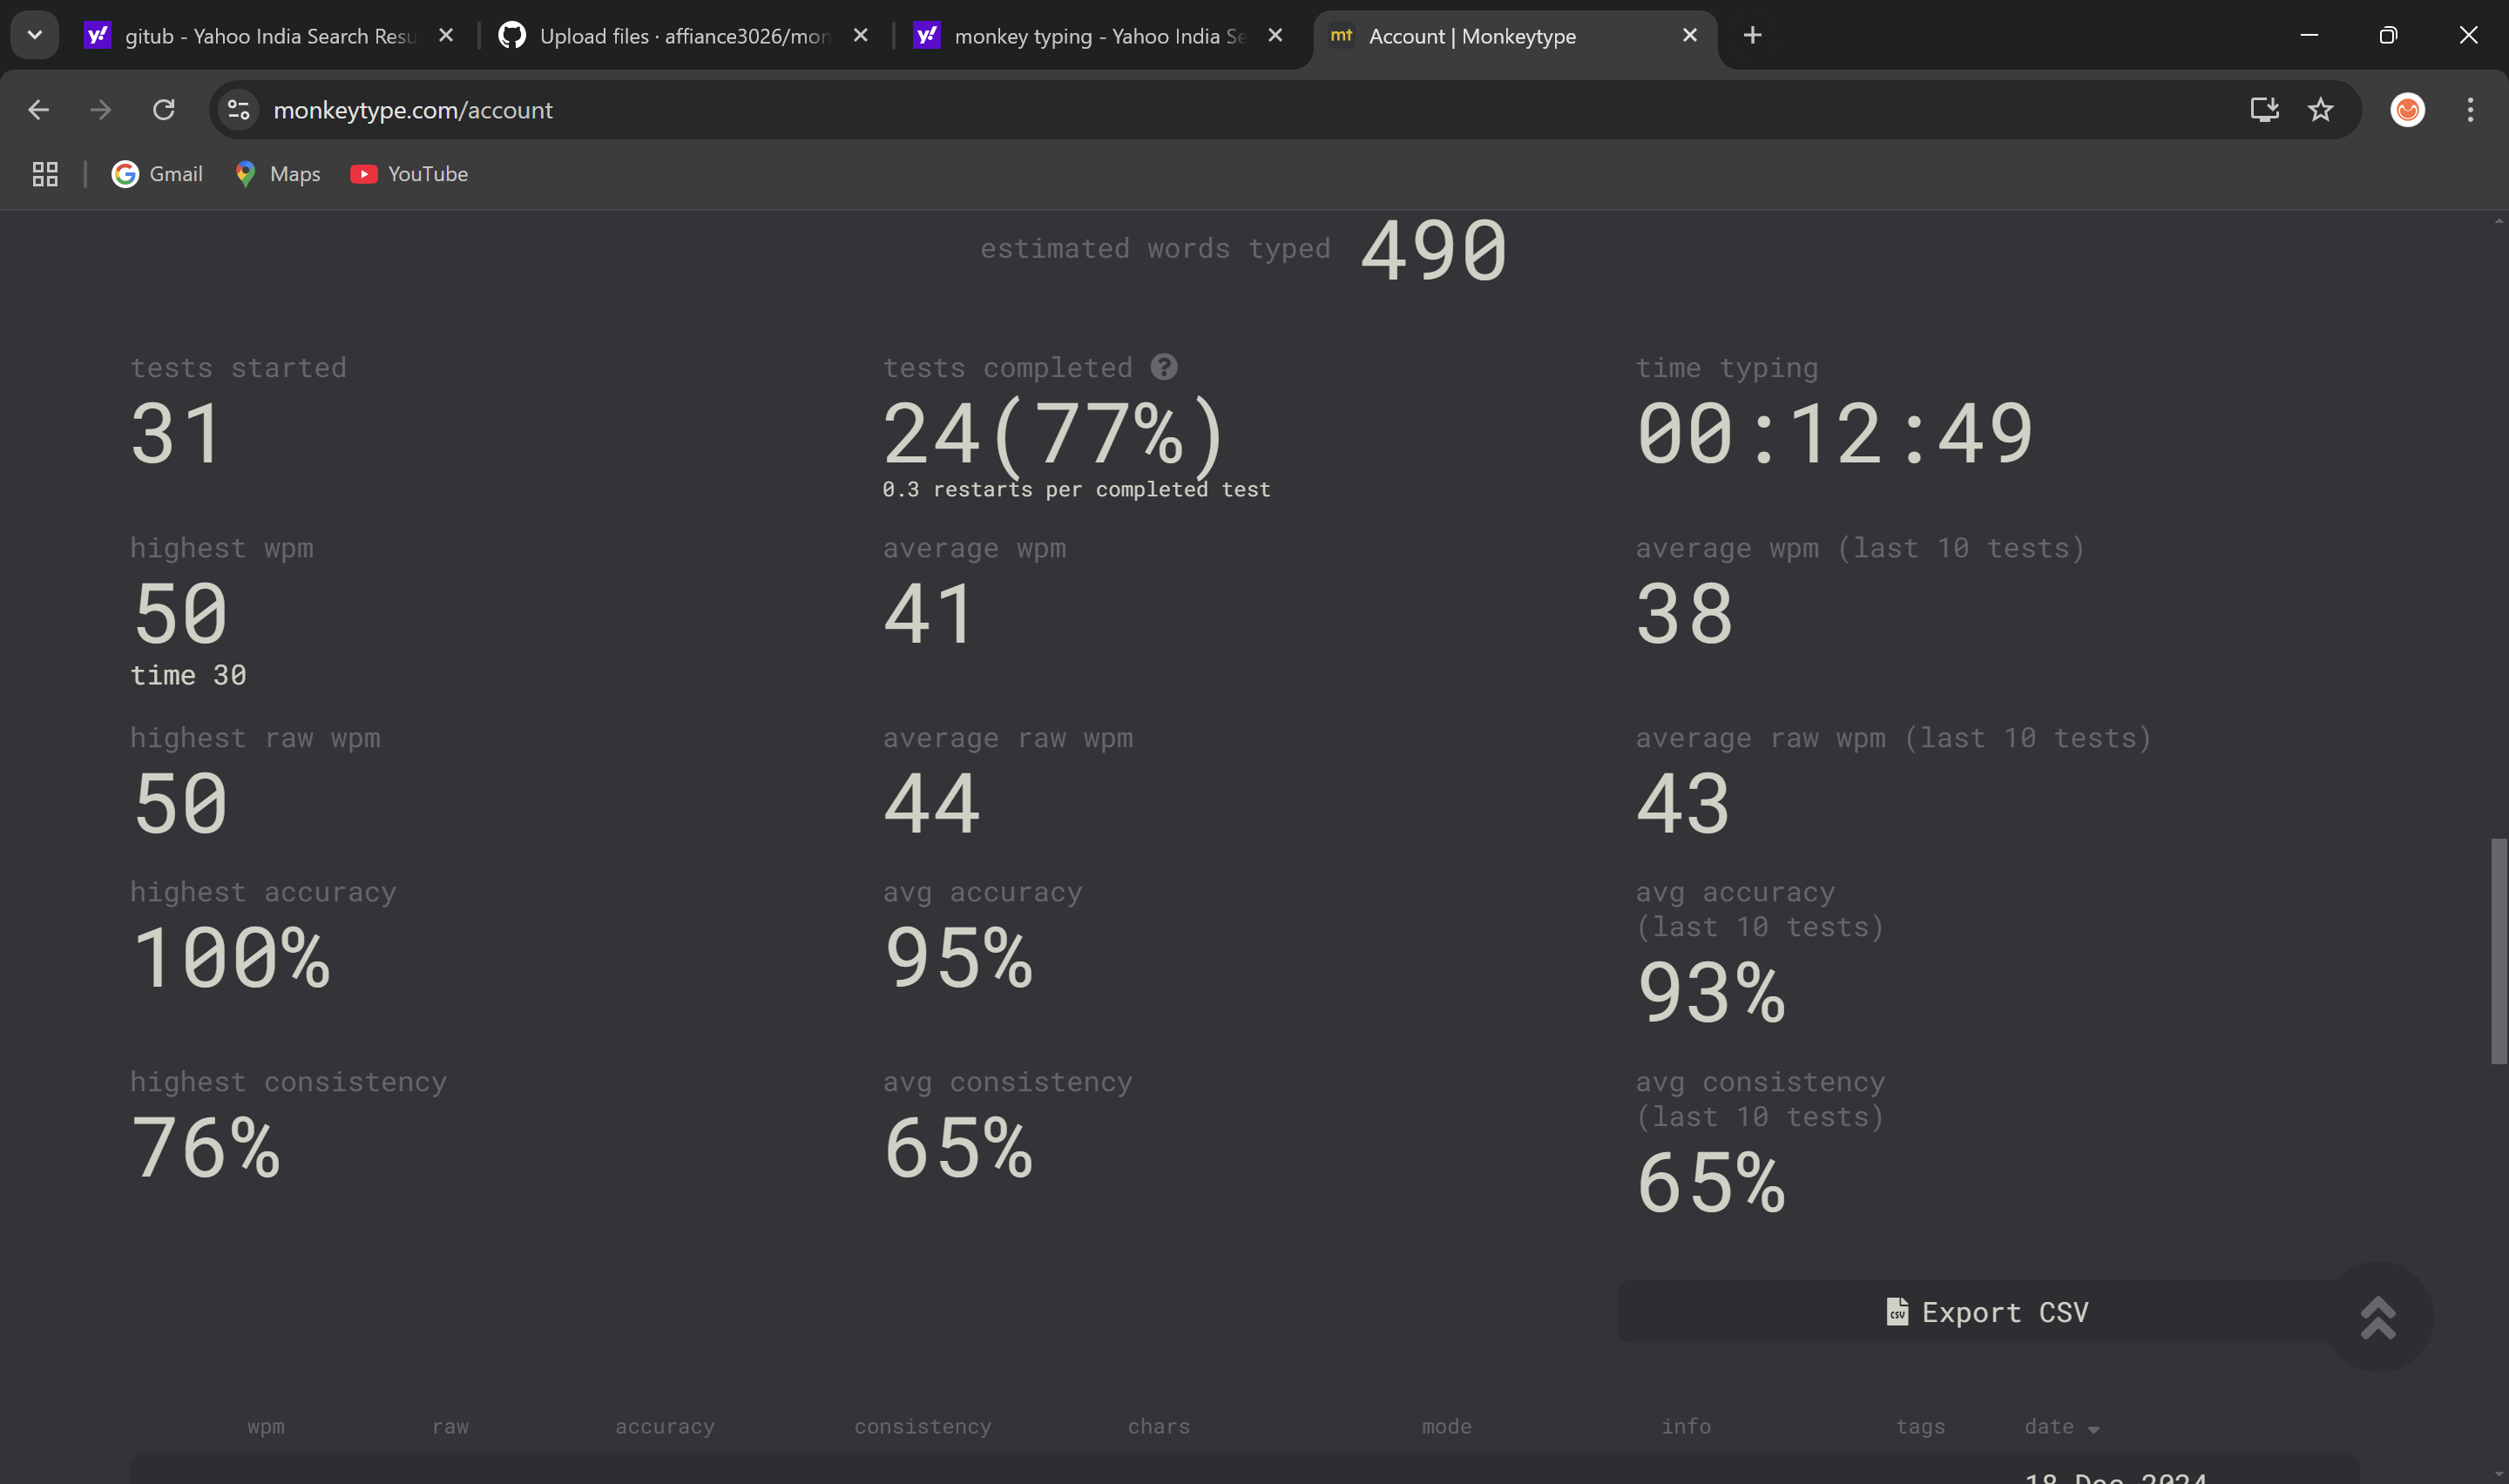 gitub - Yahoo India Search Resu
Upload files · affiance3026/mon
monkey typing - Yahoo India Se
mt Account | Monkeytype
monkeytype.com/account
Gmail Maps YouTube
estimated words typed 490
tests started
31
tests completed ?
24(77%)
0.3 restarts per completed test
time typing
00:12:49
highest wpm
50
time 30
average wpm
41
average wpm (last 10 tests)
38
highest raw wpm
50
average raw wpm
44
average raw wpm (last 10 tests)
43
highest accuracy
100%
avg accuracy
95%
avg accuracy
(last 10 tests)
93%
highest consistency
76%
avg consistency
65%
avg consistency
(last 10 tests)
65%
CSV Export CSV
wpm raw accuracy consistency chars mode info tags date
18 Dec 2024